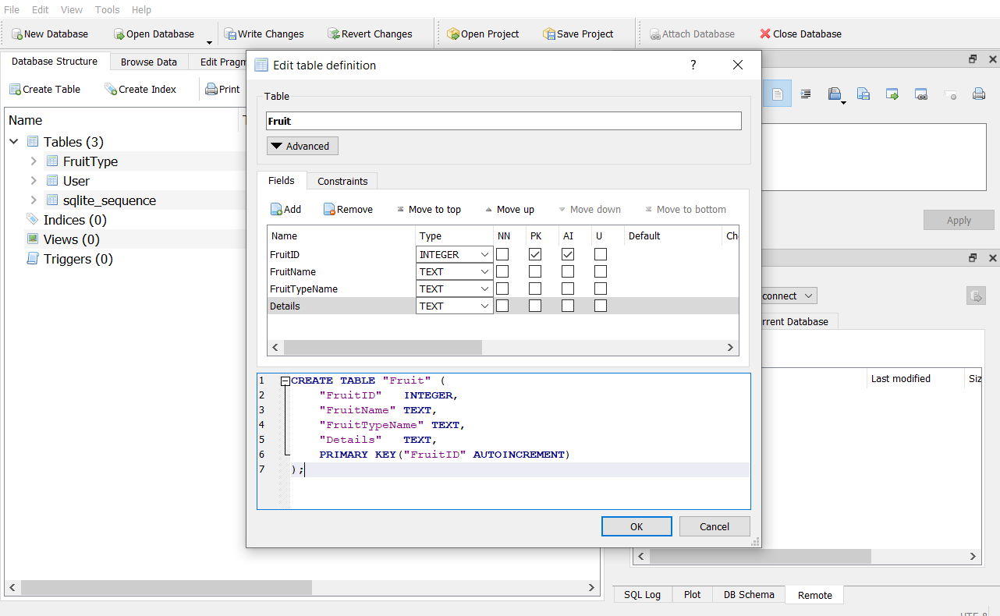 File Edit View Tools Help
New Database Open Database Write Changes Revert Changes Open Project Save Project Attach Database Close Database
Database Structure Browse Data Edit Pragm
Create Table Create Index Print
Name
Tables (3)
FruitType
User
sqlite_sequence
Indices (0)
Views (0)
Triggers (0)
Edit table definition ?
Table
Fruit
Advanced
Fields Constraints
Add Remove Move to top Move up Move down Move to bottom
Name Type NN PK AI U Default Ch
FruitID INTEGER
FruitName TEXT
FruitTypeName TEXT
Details TEXT
1 CREATE TABLE "Fruit" (
2 "FruitID" INTEGER,
3 "FruitName" TEXT,
4 "FruitTypeName" TEXT,
5 "Details" TEXT,
6 PRIMARY KEY("FruitID" AUTOINCREMENT)
7 );
OK Cancel
Apply
connect
rrent Database
Last modified Siz
SQL Log Plot DB Schema Remote